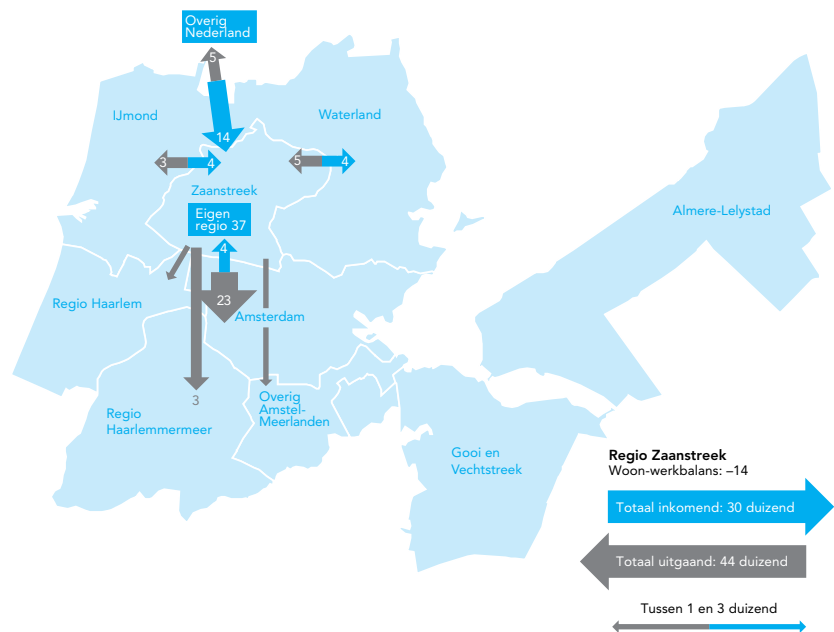 Overig
Nederland
5
IJmond
Waterland
14
3
4
5
4
Zaanstreek
Almere-Lelystad
Eigen
regio 37
4
Regio Haarlem
23
Amsterdam
3
Overig
Amstel-
Meerlanden
Regio
Haarlemmermeer
Gooi en
Vechtstreek
Regio Zaanstreek
Woon-werkbalans: –14
Totaal inkomend: 30 duizend
Totaal uitgaand: 44 duizend
Tussen 1 en 3 duizend